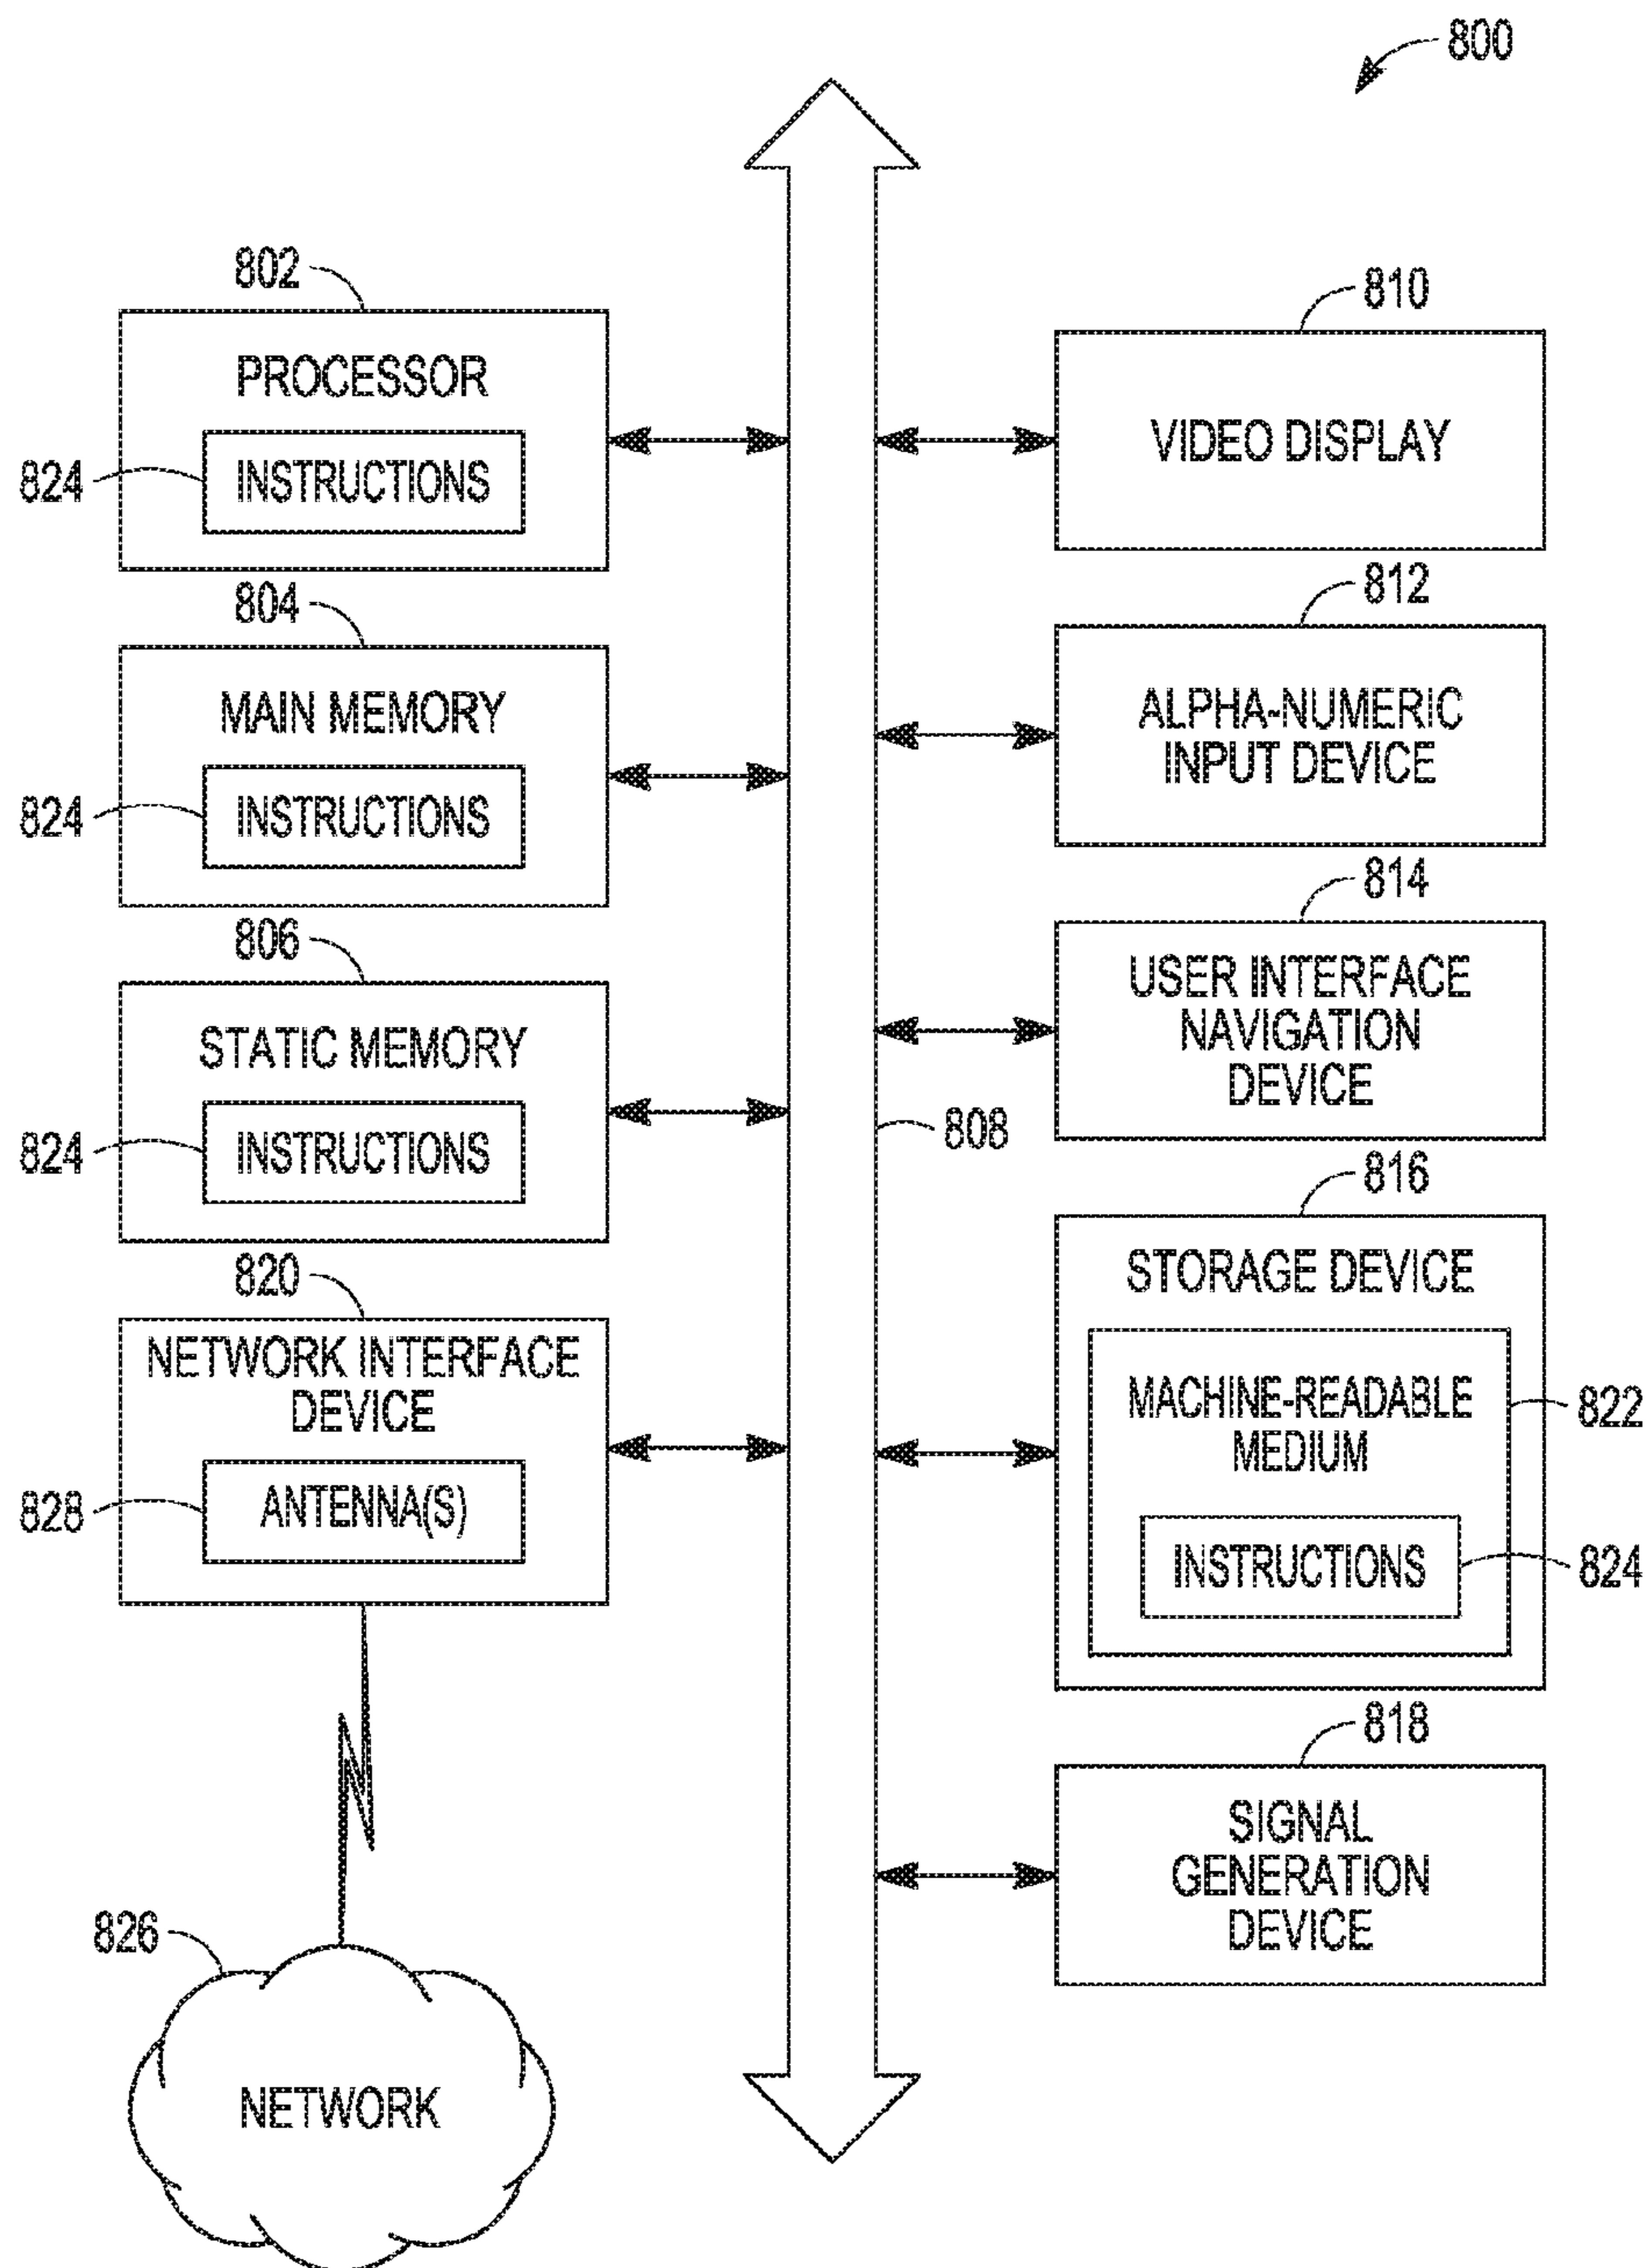 800
802
PROCESSOR
824
INSTRUCTIONS
804
MAIN MEMORY
824
INSTRUCTIONS
806
STATIC MEMORY
824
INSTRUCTIONS
820
NETWORK INTERFACE
DEVICE
828
ANTENNA(S)
826
NETWORK
808
810
VIDEO DISPLAY
812
ALPHA-NUMERIC
INPUT DEVICE
814
USER INTERFACE
NAVIGATION
DEVICE
816
STORAGE DEVICE
MACHINE-READABLE
MEDIUM
822
INSTRUCTIONS
824
818
SIGNAL
GENERATION
DEVICE